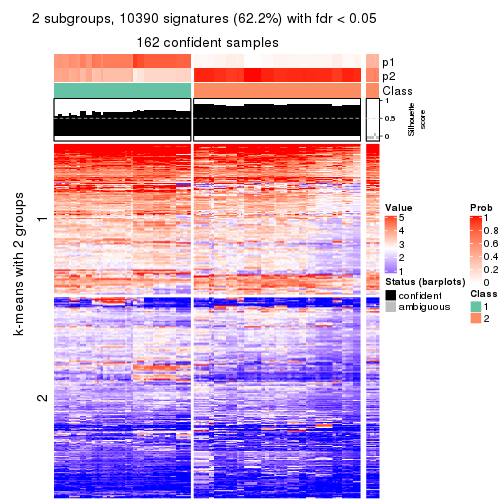 2 subgroups, 10390 signatures (62.2%) with fdr < 0.05
162 confident samples
p1
p2
Class
1
0.5
0
Silhouette
score
k-means with 2 groups
1
2
Value
5
4
3
2
1
Prob
1
0.8
0.6
0.4
0.2
0
Status (barplots)
confident
ambiguous
Class
1
2